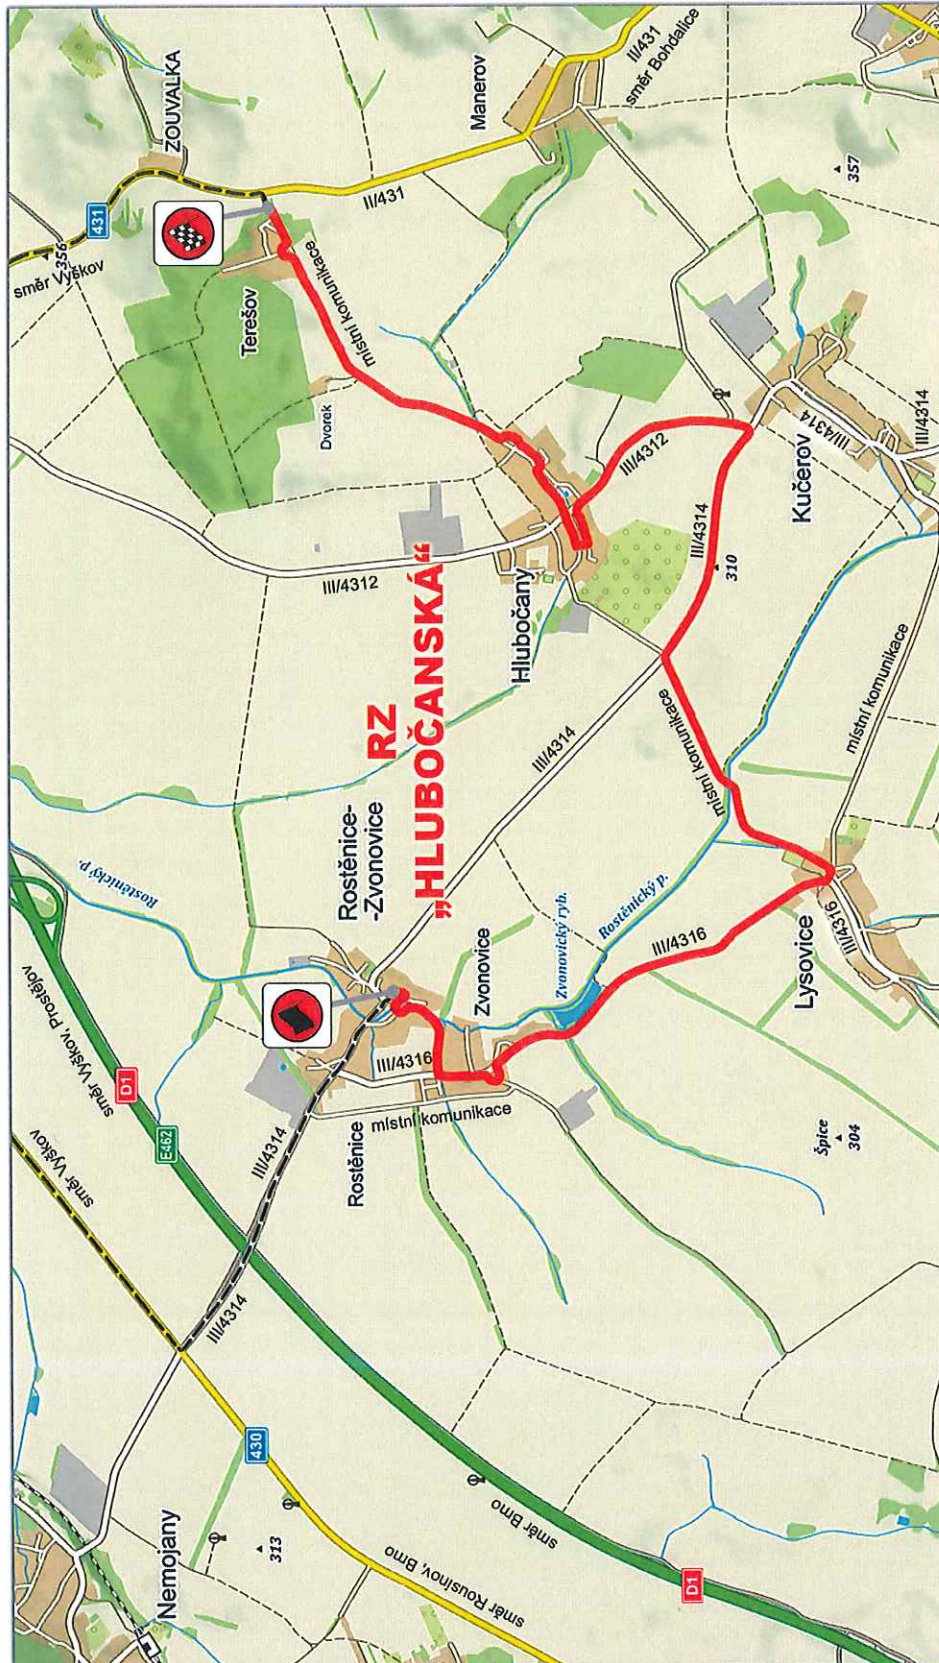 směr Vyškov
356
431
ZOUVALKA
Terešov
Dvorek
místní komunikace
II/431
Manerov
II/431
směr Bohdalice
357
III/4312
Hlubočany
III/4312
III/4314
310
Kučerov
III/4314
III/4314
RZ
„HLUBOČANSKÁ“
Rostěnický p.
směr Vyškov, Prostějov
D1
E462
směr Vyškov
Rostěnice-
-Zvonovice
III/4314
Zvonovice
Zvonovický ryb.
Rostěnický p.
III/4316
místní komunikace
místní komunikace
Lysovice
III/4316
Rostěnice
III/4316
místní komunikace
III/4314
III/4314
Špice
304
430
Nemojany
313
směr Rousínov, Brno
směr Brno
D1